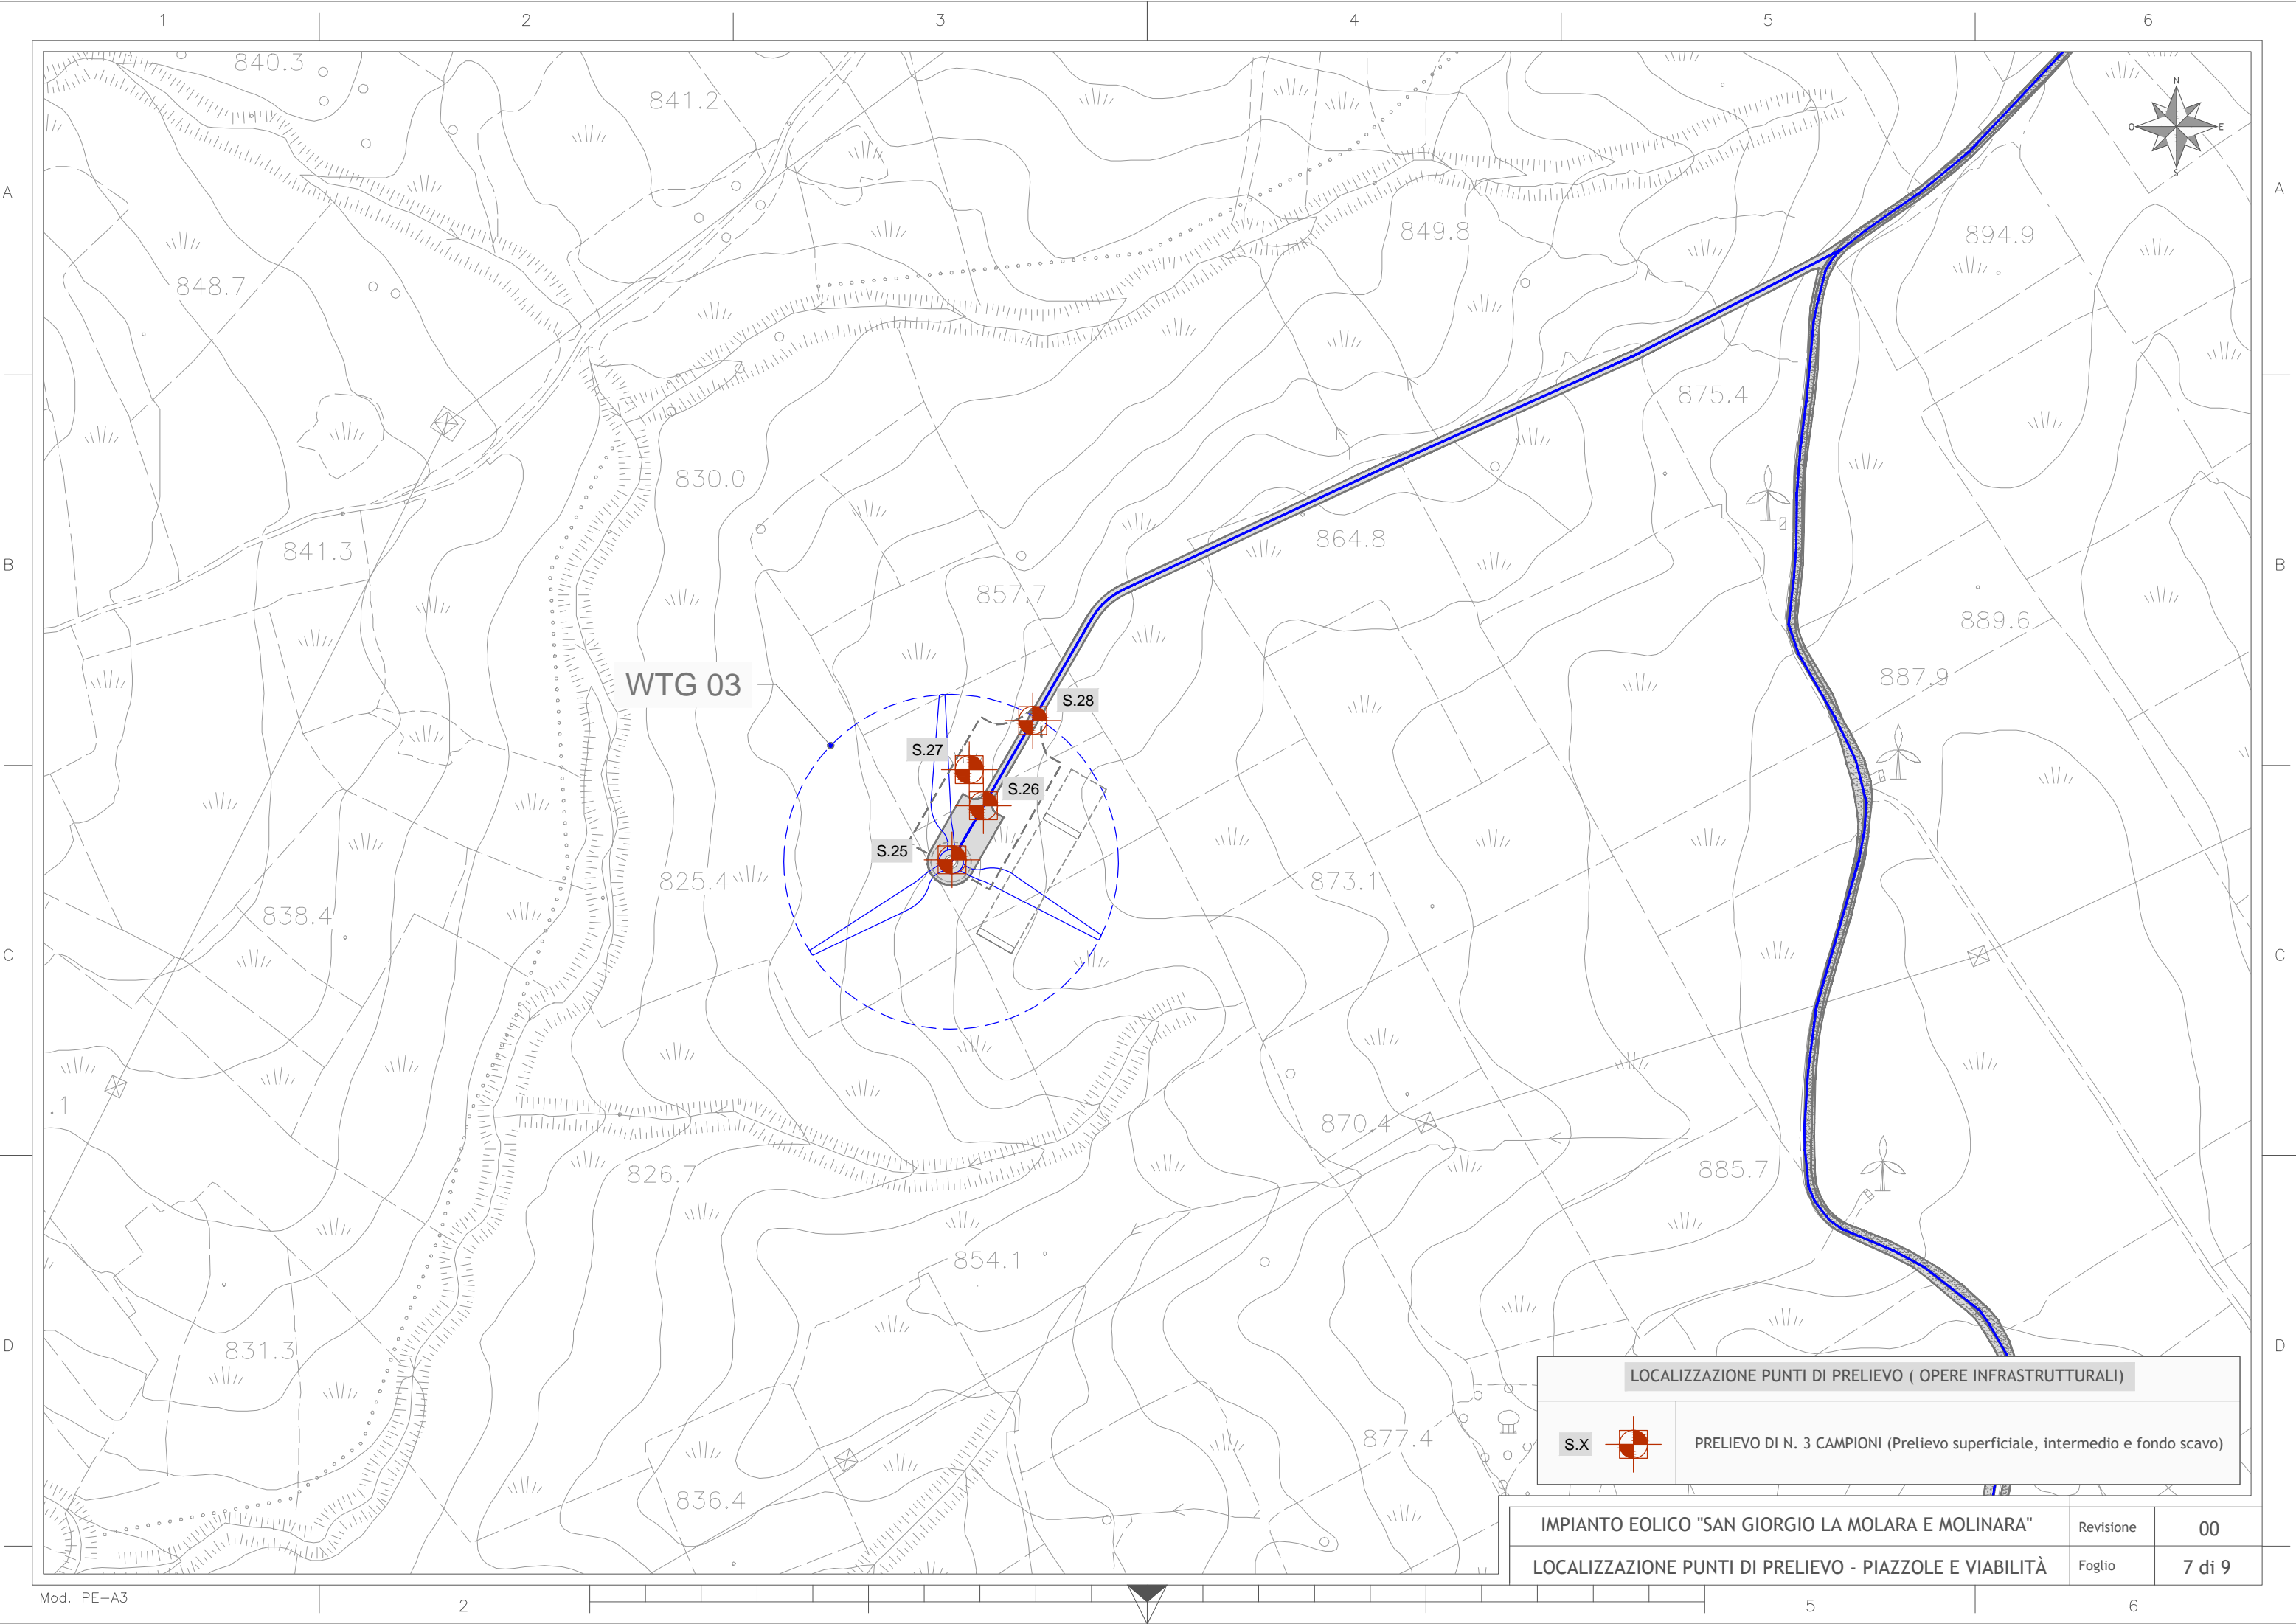 1 2 3 4 5 6
N
O E
S
A A
840.3
841.2
849.8
894.9
848.7
875.4
830.0
B B
841.3
864.8
857.7
889.6
887.9
WTG 03
S.28
S.27
S.26
S.25
825.4
873.1
838.4
C C
.1
870.4
826.7
885.7
854.1
831.3
D D
877.4
836.4
LOCALIZZAZIONE PUNTI DI PRELIEVO ( OPERE INFRASTRUTTURALI)
S.X PRELIEVO DI N. 3 CAMPIONI (Prelievo superficiale, intermedio e fondo scavo)
IMPIANTO EOLICO "SAN GIORGIO LA MOLARA E MOLINARA" Revisione 00
LOCALIZZAZIONE PUNTI DI PRELIEVO - PIAZZOLE E VIABILITÀ Foglio 7 di 9
Mod. PE-A3
2 5 6